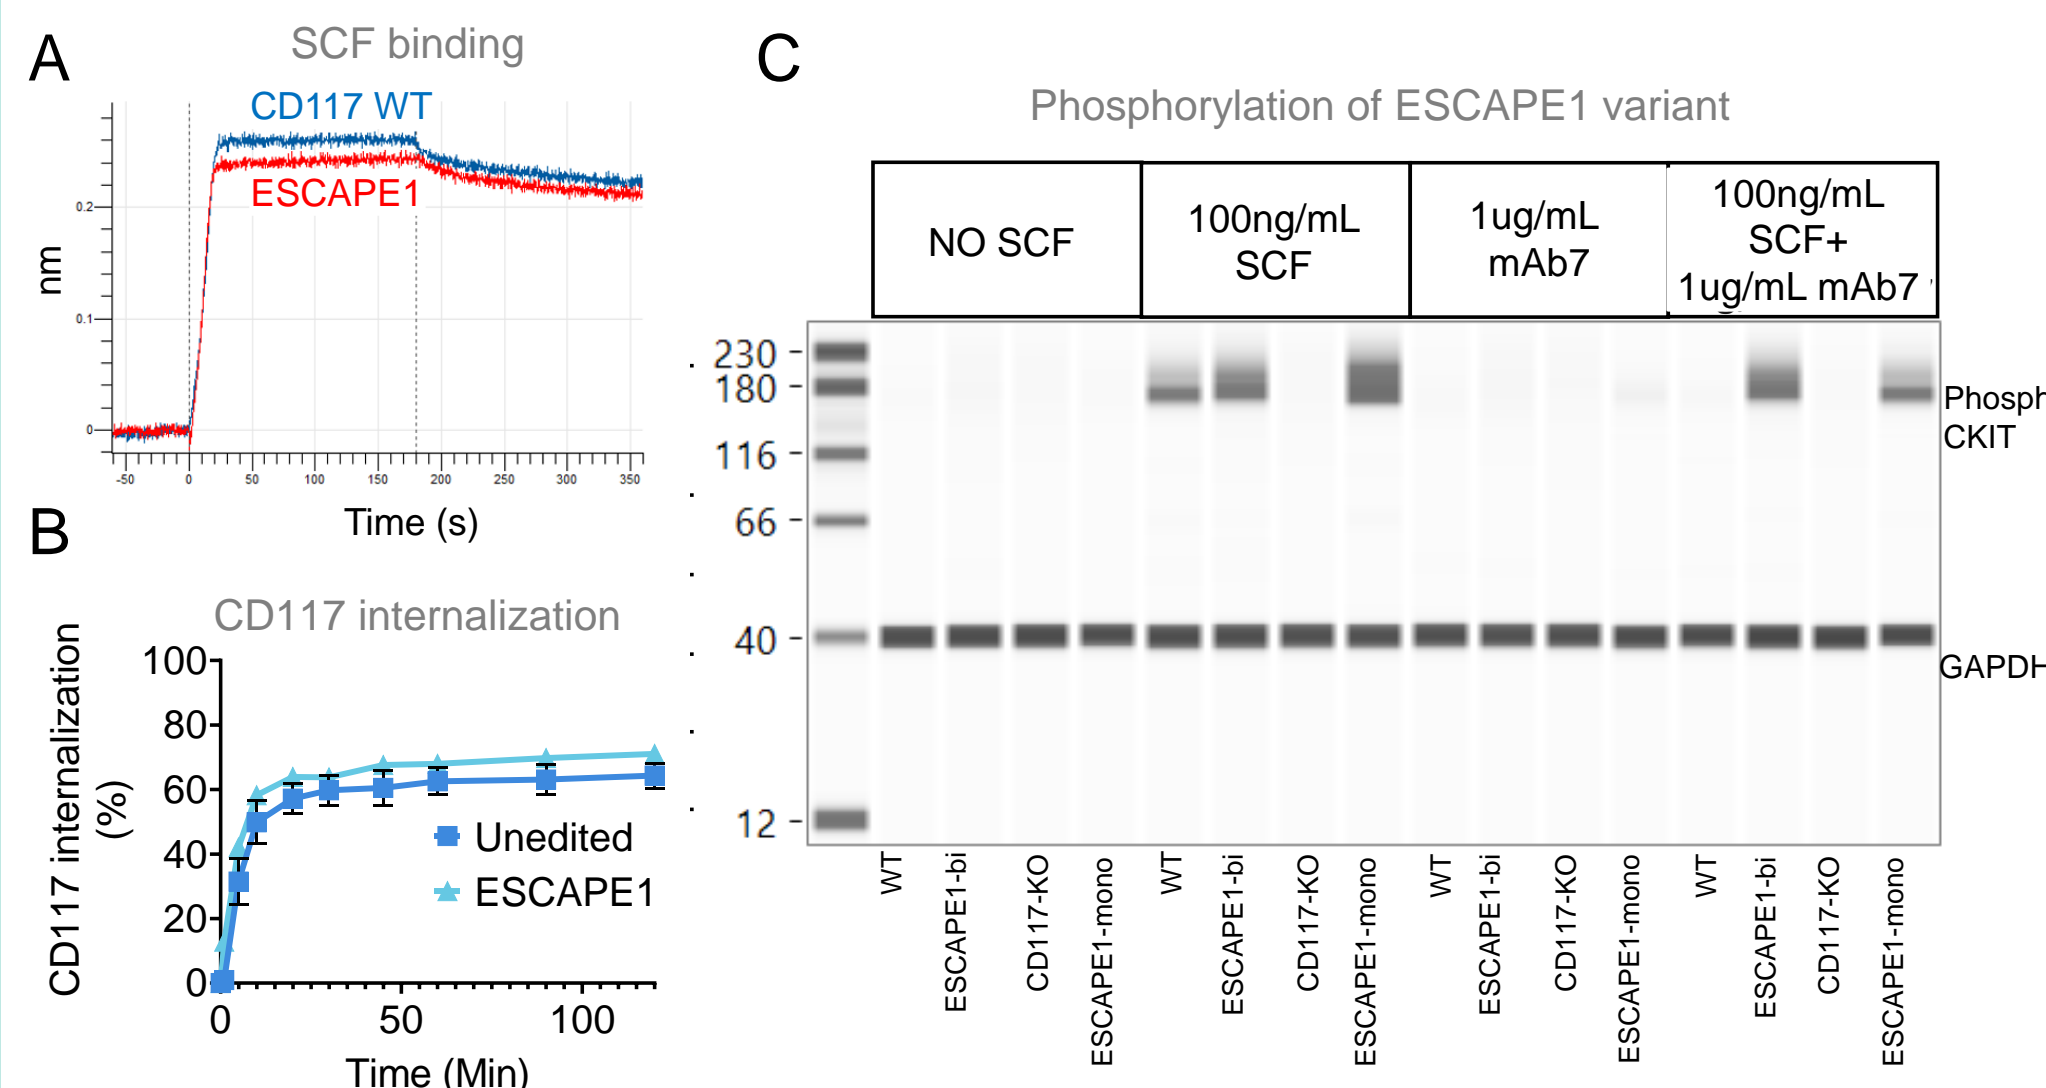 A
SCF binding
CD117 WT
ESCAPE1
nm
0.2
0.1
0
-50 0 50 100 150 200 250 300 350
Time (s)
B
CD117 internalization
CD117 internalization
(%)
100
80
60
40
20
0
Unedited
ESCAPE1
0 50 100
Time (Min)
C
Phosphorylation of ESCAPE1 variant
NO SCF
100ng/mL
SCF
1ug/mL
mAb7
100ng/mL
SCF+
1ug/mL mAb7
230
180
116
66
40
12
Phosph
CKIT
GAPDH
WT
ESCAPE1-bi
CD117-KO
ESCAPE1-mono
WT
ESCAPE1-bi
CD117-KO
ESCAPE1-mono
WT
ESCAPE1-bi
CD117-KO
ESCAPE1-mono
WT
ESCAPE1-bi
CD117-KO
ESCAPE1-mono